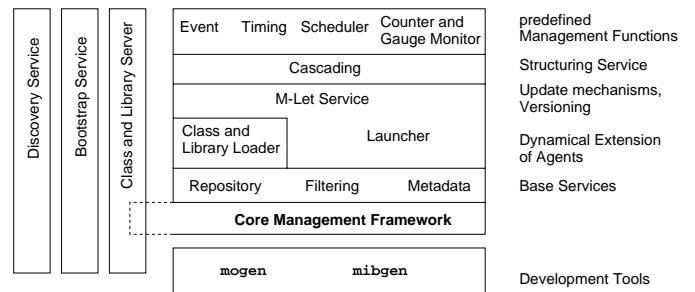 Discovery Service
Bootstrap Service
Class and Library Server
Event Timing Scheduler Counter and
Gauge Monitor
predefined
Management Functions
Cascading
Structuring Service
M-Let Service
Update mechanisms,
Versioning
Class and
Library Loader
Launcher
Dynamical Extension
of Agents
Repository Filtering Metadata
Base Services
Core Management Framework
mogen mibgen
Development Tools